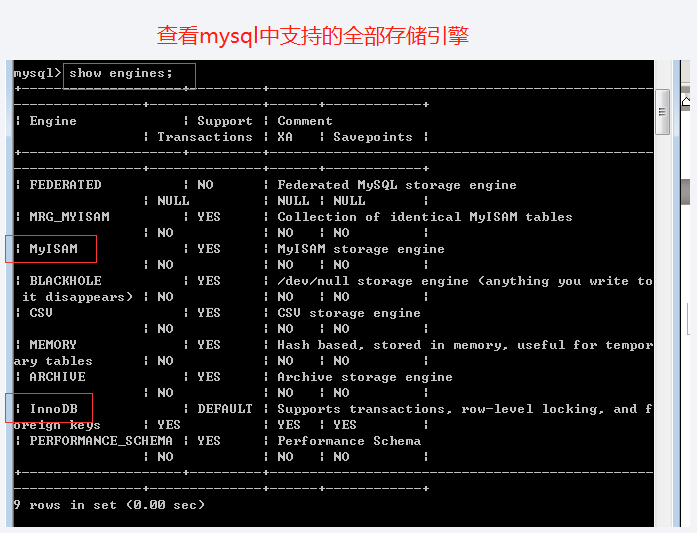 查看mysql中支持的全部存储引擎
mysql> show engines;
+--------------------+---------+------------------------------------------------
----------------+--------------+------+------------+
| Engine | Support | Comment
| Transactions | XA | Savepoints |
+--------------------+---------+------------------------------------------------
----------------+--------------+------+------------+
| FEDERATED | NO | Federated MySQL storage engine
| NULL | NULL | NULL |
| MRG_MYISAM | YES | Collection of identical MyISAM tables
| NO | NO | NO |
| MyISAM | YES | MyISAM storage engine
| NO | NO | NO |
| BLACKHOLE | YES | /dev/null storage engine (anything you write to
it disappears) | NO | NO | NO |
| CSV | YES | CSV storage engine
| NO | NO | NO |
| MEMORY | YES | Hash based, stored in memory, useful for tempor
ary tables | NO | NO | NO |
| ARCHIVE | YES | Archive storage engine
| NO | NO | NO |
| InnoDB | DEFAULT | Supports transactions, row-level locking, and f
oreign keys | YES | YES | YES |
| PERFORMANCE_SCHEMA | YES | Performance Schema
| NO | NO | NO |
+--------------------+---------+------------------------------------------------
----------------+--------------+------+------------+
9 rows in set (0.00 sec)